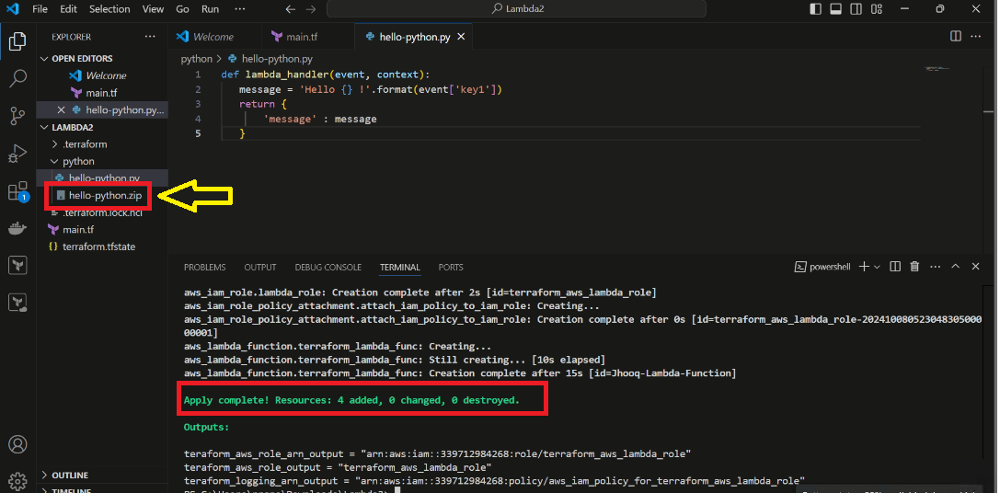 File Edit Selection View Go Run ... Lambda2
EXPLORER ...
OPEN EDITORS
Welcome
main.tf
hello-python.py...
LAMBDA2
.terraform
python
hello-python.py
hello-python.zip
.terraform.lock.hcl
main.tf
terraform.tfstate
OUTLINE
TIMELINE
1
Welcome main.tf hello-python.py
python > hello-python.py
1 def lambda_handler(event, context):
2 message = 'Hello {} !'.format(event['key1'])
3 return {
4 'message' : message
5 }
PROBLEMS OUTPUT DEBUG CONSOLE TERMINAL PORTS powershell
aws_iam_role.lambda_role: Creation complete after 2s [id=terraform_aws_lambda_role]
aws_iam_role_policy_attachment.attach_iam_policy_to_iam_role: Creating...
aws_iam_role_policy_attachment.attach_iam_policy_to_iam_role: Creation complete after 0s [id=terraform_aws_lambda_role-202410080523048305000
00001]
aws_lambda_function.terraform_lambda_func: Creating...
aws_lambda_function.terraform_lambda_func: Still creating... [10s elapsed]
aws_lambda_function.terraform_lambda_func: Creation complete after 15s [id=Jhooq-Lambda-Function]
Apply complete! Resources: 4 added, 0 changed, 0 destroyed.
Outputs:
teraform_aws_role_arn_output = "arn:aws:iam::339712984268:role/terraform_aws_lambda_role"
teraform_aws_role_output = "terraform_aws_lambda_role"
teraform_logging_arn_output = "arn:aws:iam::339712984268:policy/aws_iam_policy_for_terraform_aws_lambda_role"